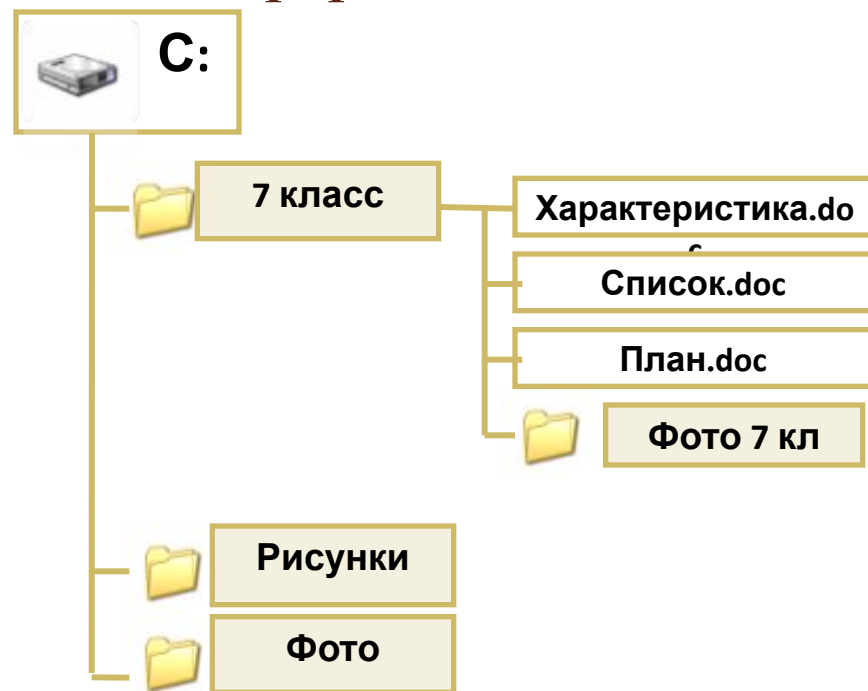 С:
7 класс
Характеристика.do
Список.doc
План.doc
Фото 7 кл
Рисунки
Фото